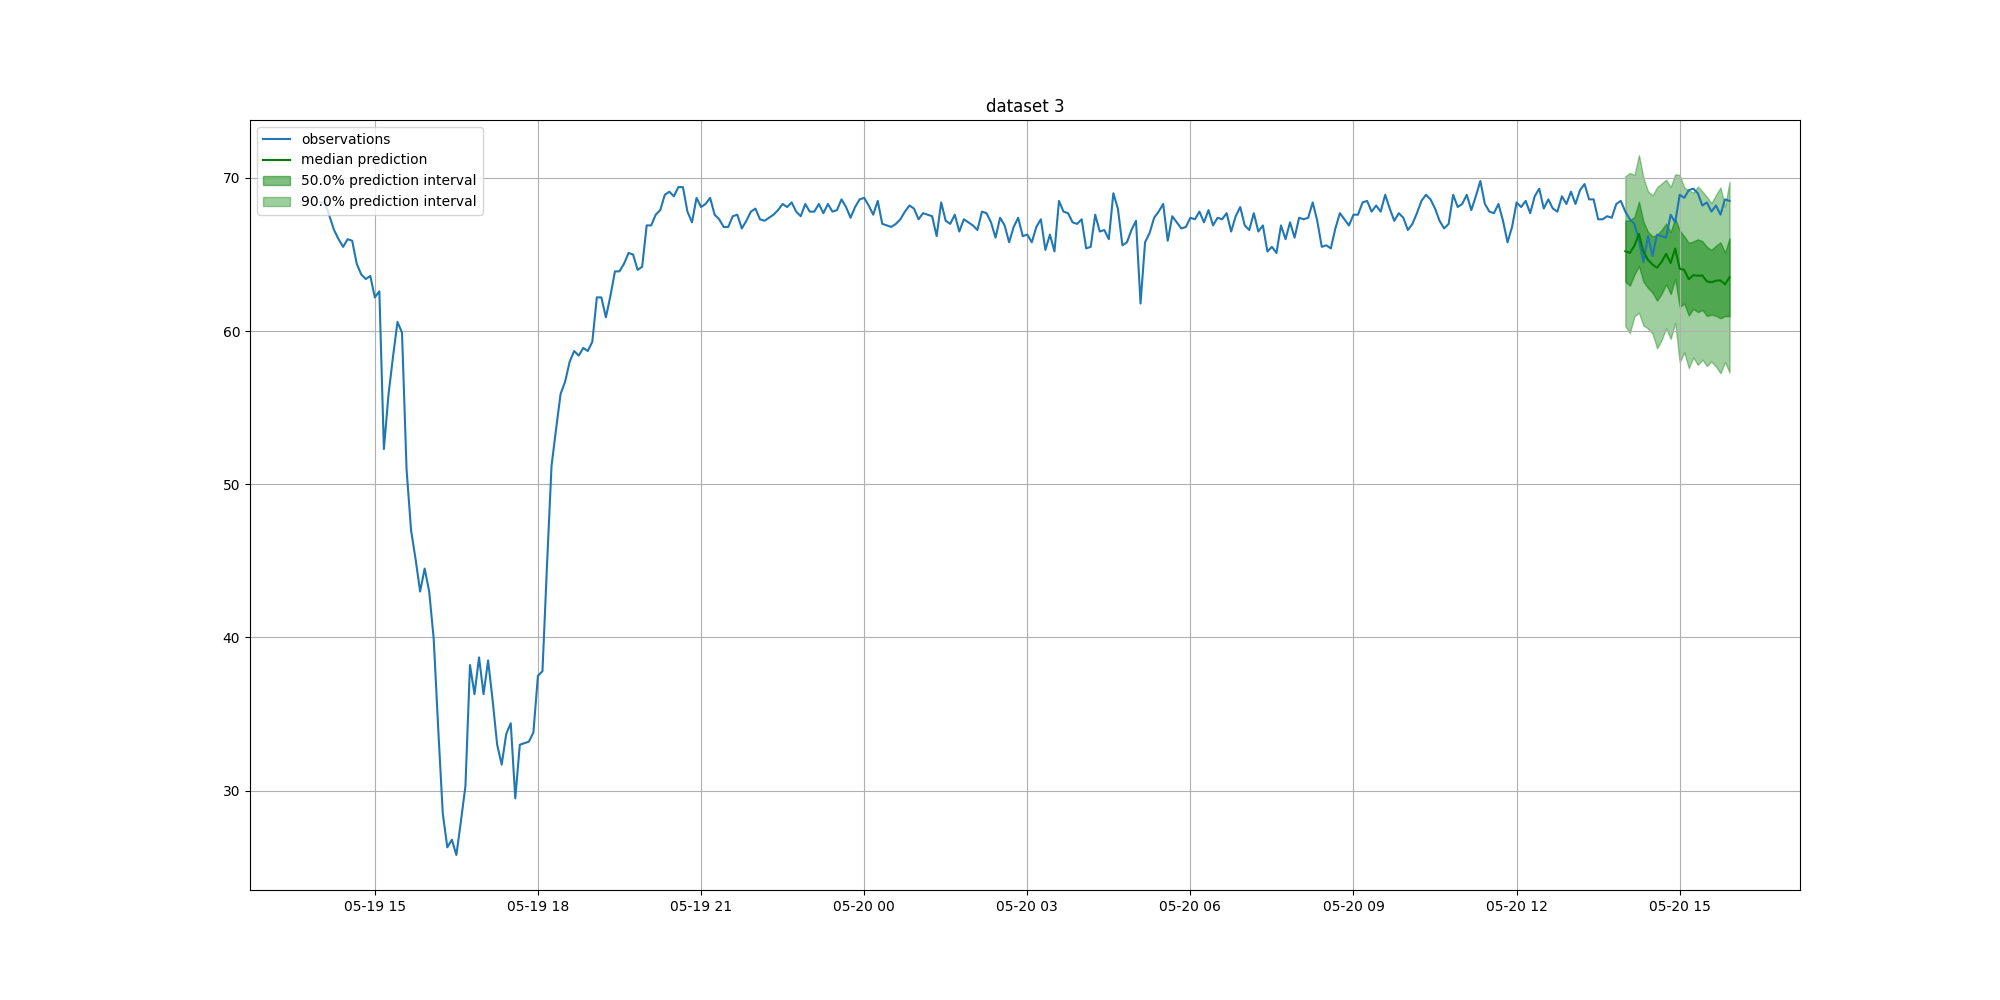 dataset 3
observations
median prediction
50.0% prediction interval
90.0% prediction interval
70
60
50
40
30
05-19 15
05-19 18
05-19 21
05-20 00
05-20 03
05-20 06
05-20 09
05-20 12
05-20 15